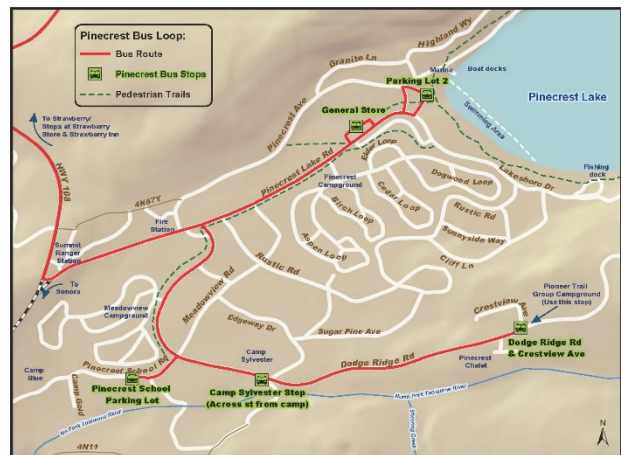 Pinecrest Bus Loop:
Bus Route
Pinecrest Bus Stops
Pedestrian Trails
To Strawberry/
Stops at Strawberry
Store & Strawberry Inn
HWY 108
Granite Ln
Highland Wy
Pinecrest Ave
Marina
Boat docks
Parking Lot 2
General Store
Pinecrest Lake
Swimming Area
Fishing
dock
Pinecrest Lake Rd
Elder Loop
Pinecrest
Campground
Dogwood Loop
Lakeshore Dr
Cedar Loop
Birch Loop
Aspen Loop
Rustic Rd
Sunnyside Way
Cliff Ln
4N67Y
Fire
Station
Summit
Ranger
Station
To
Sonora
Meadowview Rd
Rustic Rd
Meadowview
Campground
Edgeway Dr
Sugar Pine Ave
Pioneer Trail
Group Campground
(Use this stop)
Crestview Ave
Dodge Ridge Rd
& Crestview Ave
Pinecrest
Chalet
Dodge Ridge Rd
Camp
Sylvester
Camp Sylvester Stop
(Across st from camp)
Pinecrest School Rd
Pinecrest School
Parking Lot
Camp
Blue
Camp Gold
4N11
North Fork Tuolumne River
N